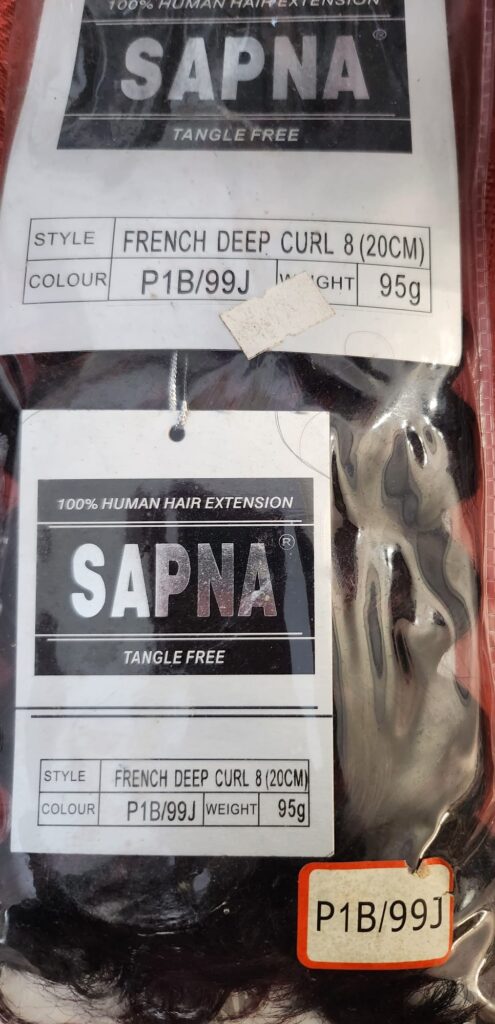 100% HUMAN HAIR EXTENSION
SAPNA®
TANGLE FREE
STYLE FRENCH DEEP CURL 8 (20CM)
COLOUR P1B/99J WEIGHT 95g
100% HUMAN HAIR EXTENSION
SAPNA®
TANGLE FREE
STYLE FRENCH DEEP CURL 8 (20CM)
COLOUR P1B/99J WEIGHT 95g
P1B/99J